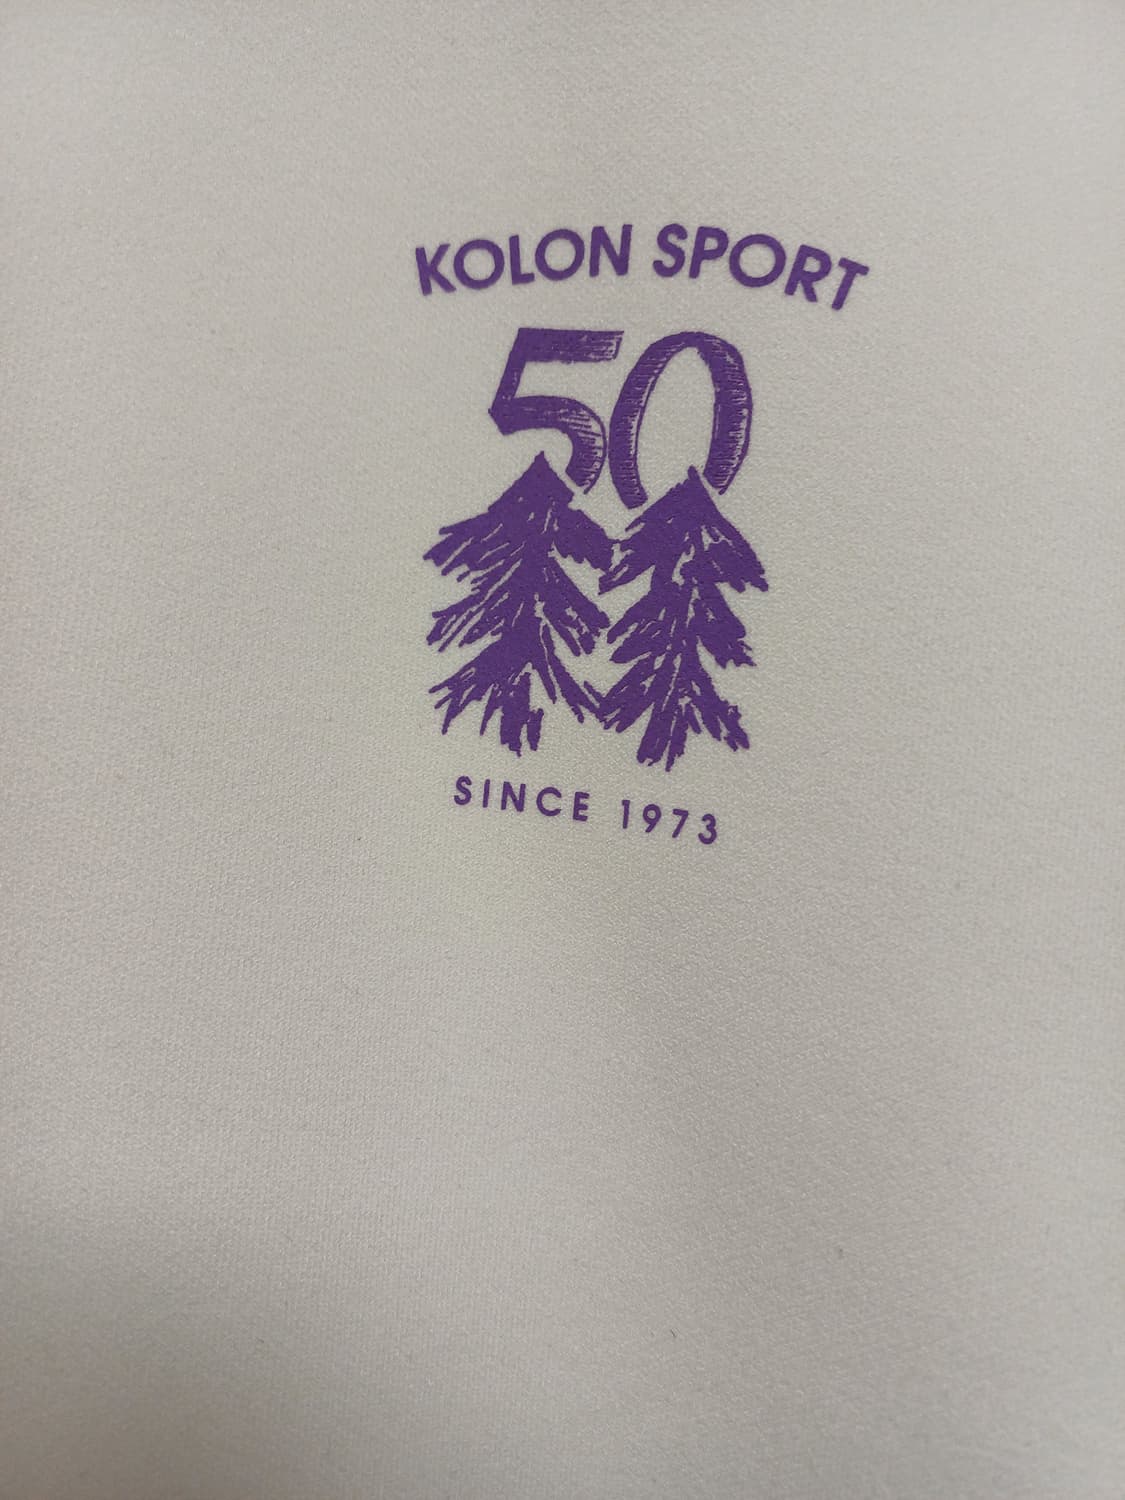 KOLON SPORT
50
SINCE 1973